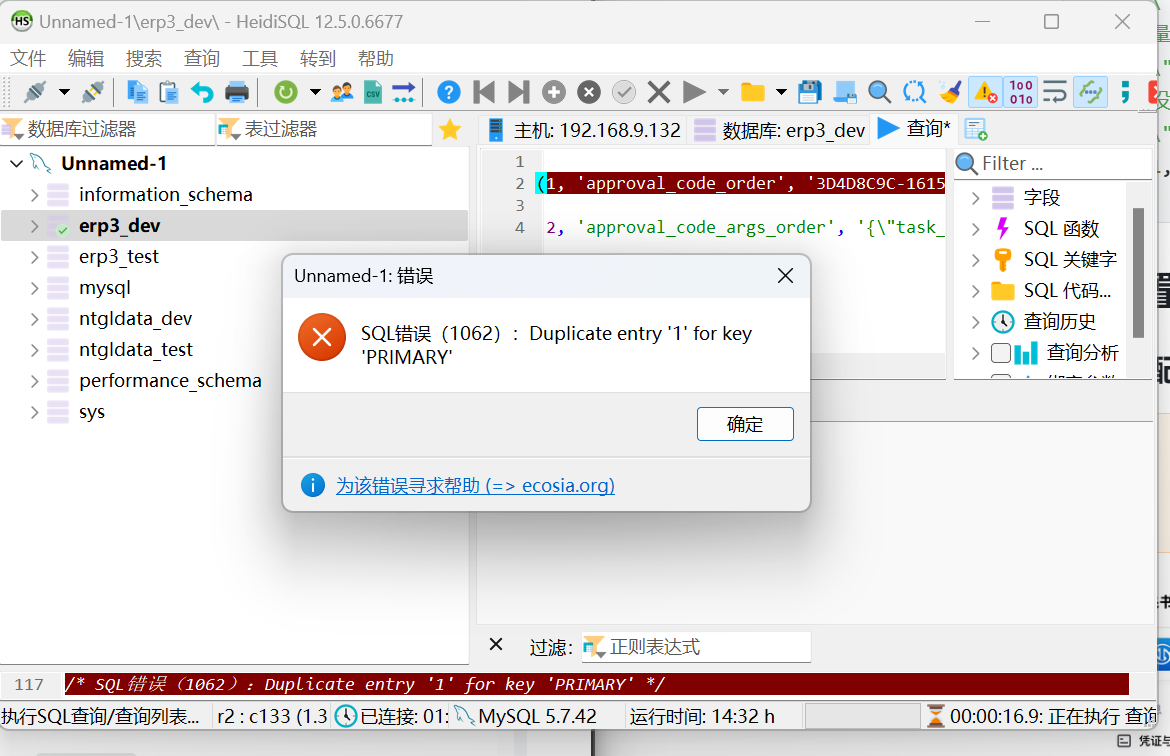 Unnamed-1\erp3_dev\ - HeidiSQL 12.5.0.6677
文件 编辑 搜索 查询 工具 转到 帮助
数据库过滤器 表过滤器 主机: 192.168.9.132 数据库: erp3_dev 查询*
Unnamed-1
information_schema
erp3_dev
erp3_test
mysql
ntgldata_dev
ntgldata_test
performance_schema
sys
1
2 (1, 'approval_code_order', '3D4D8C9C-1615
3
4 2, 'approval_code_args_order', '{\"task_
Filter ...
字段
SQL 函数
SQL 关键字
SQL 代码...
查询历史
查询分析
Unnamed-1: 错误
SQL错误（1062）：Duplicate entry '1' for key
'PRIMARY'
确定
为该错误寻求帮助 (=> ecosia.org)
过滤: 正则表达式
117 /* SQL错误（1062）：Duplicate entry '1' for key 'PRIMARY' */
执行SQL查询/查询列表... r2 : c133 (1.3 已连接: 01: MySQL 5.7.42 运行时间: 14:32 h 00:00:16.9: 正在执行 查询
凭证与